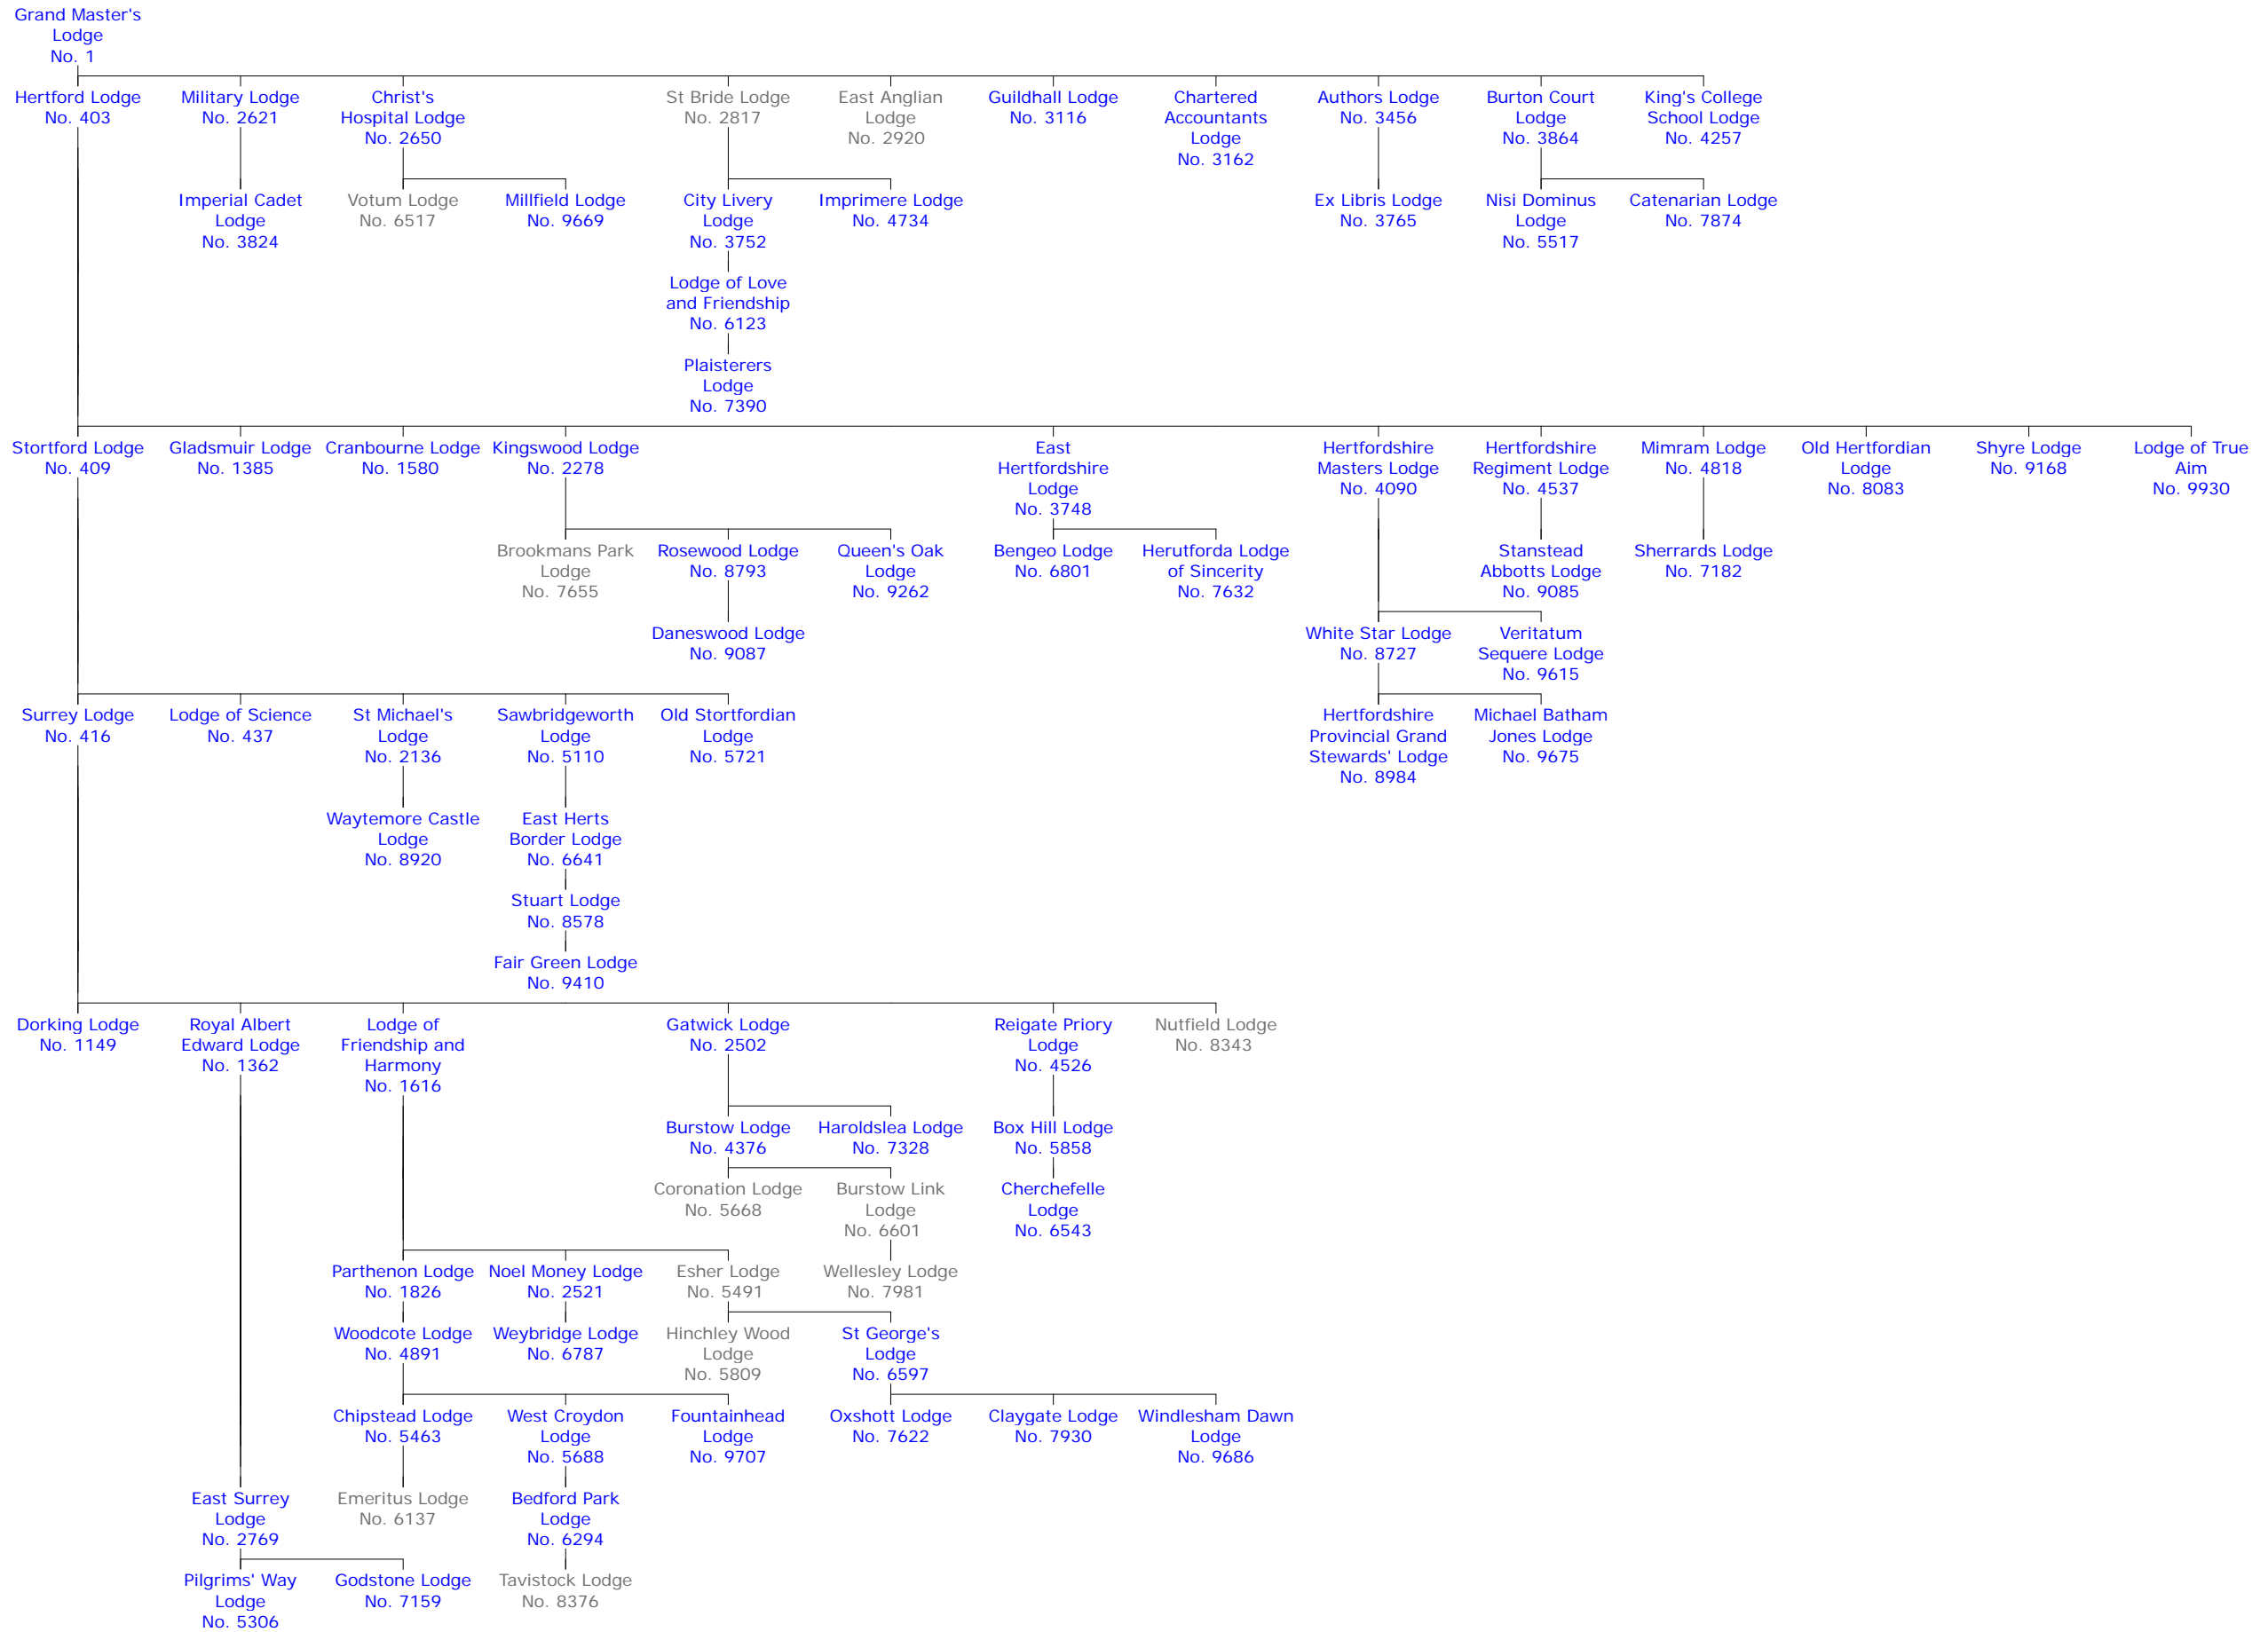 Grand Master's
Lodge
No. 1
Hertford Lodge
No. 403
Military Lodge
No. 2621
Christ's
Hospital Lodge
No. 2650
St Bride Lodge
No. 2817
East Anglian
Lodge
No. 2920
Guildhall Lodge
No. 3116
Chartered
Accountants
Lodge
No. 3162
Authors Lodge
No. 3456
Burton Court
Lodge
No. 3864
King's College
School Lodge
No. 4257
Imperial Cadet
Lodge
No. 3824
Votum Lodge
No. 6517
Millfield Lodge
No. 9669
City Livery
Lodge
No. 3752
Imprimere Lodge
No. 4734
Ex Libris Lodge
No. 3765
Nisi Dominus
Lodge
No. 5517
Catenarian Lodge
No. 7874
Lodge of Love
and Friendship
No. 6123
Plaisterers
Lodge
No. 7390
Stortford Lodge
No. 409
Gladsmuir Lodge
No. 1385
Cranbourne Lodge
No. 1580
Kingswood Lodge
No. 2278
East
Hertfordshire
Lodge
No. 3748
Hertfordshire
Masters Lodge
No. 4090
Hertfordshire
Regiment Lodge
No. 4537
Mimram Lodge
No. 4818
Old Hertfordian
Lodge
No. 8083
Shyre Lodge
No. 9168
Lodge of True
Aim
No. 9930
Brookmans Park
Lodge
No. 7655
Rosewood Lodge
No. 8793
Queen's Oak
Lodge
No. 9262
Bengeo Lodge
No. 6801
Herutforda Lodge
of Sincerity
No. 7632
Stanstead
Abbotts Lodge
No. 9085
Sherrards Lodge
No. 7182
Daneswood Lodge
No. 9087
White Star Lodge
No. 8727
Veritatum
Sequere Lodge
No. 9615
Surrey Lodge
No. 416
Lodge of Science
No. 437
St Michael's
Lodge
No. 2136
Sawbridgeworth
Lodge
No. 5110
Old Stortfordian
Lodge
No. 5721
Hertfordshire
Provincial Grand
Stewards' Lodge
No. 8984
Michael Batham
Jones Lodge
No. 9675
Waytemore Castle
Lodge
No. 8920
East Herts
Border Lodge
No. 6641
Stuart Lodge
No. 8578
Fair Green Lodge
No. 9410
Dorking Lodge
No. 1149
Royal Albert
Edward Lodge
No. 1362
Lodge of
Friendship and
Harmony
No. 1616
Gatwick Lodge
No. 2502
Reigate Priory
Lodge
No. 4526
Nutfield Lodge
No. 8343
Burstow Lodge
No. 4376
Haroldslea Lodge
No. 7328
Box Hill Lodge
No. 5858
Coronation Lodge
No. 5668
Burstow Link
Lodge
No. 6601
Cherchefelle
Lodge
No. 6543
Parthenon Lodge
No. 1826
Noel Money Lodge
No. 2521
Esher Lodge
No. 5491
Wellesley Lodge
No. 7981
Woodcote Lodge
No. 4891
Weybridge Lodge
No. 6787
Hinchley Wood
Lodge
No. 5809
St George's
Lodge
No. 6597
Chipstead Lodge
No. 5463
West Croydon
Lodge
No. 5688
Fountainhead
Lodge
No. 9707
Oxshott Lodge
No. 7622
Claygate Lodge
No. 7930
Windlesham Dawn
Lodge
No. 9686
East Surrey
Lodge
No. 2769
Emeritus Lodge
No. 6137
Bedford Park
Lodge
No. 6294
Pilgrims' Way
Lodge
No. 5306
Godstone Lodge
No. 7159
Tavistock Lodge
No. 8376